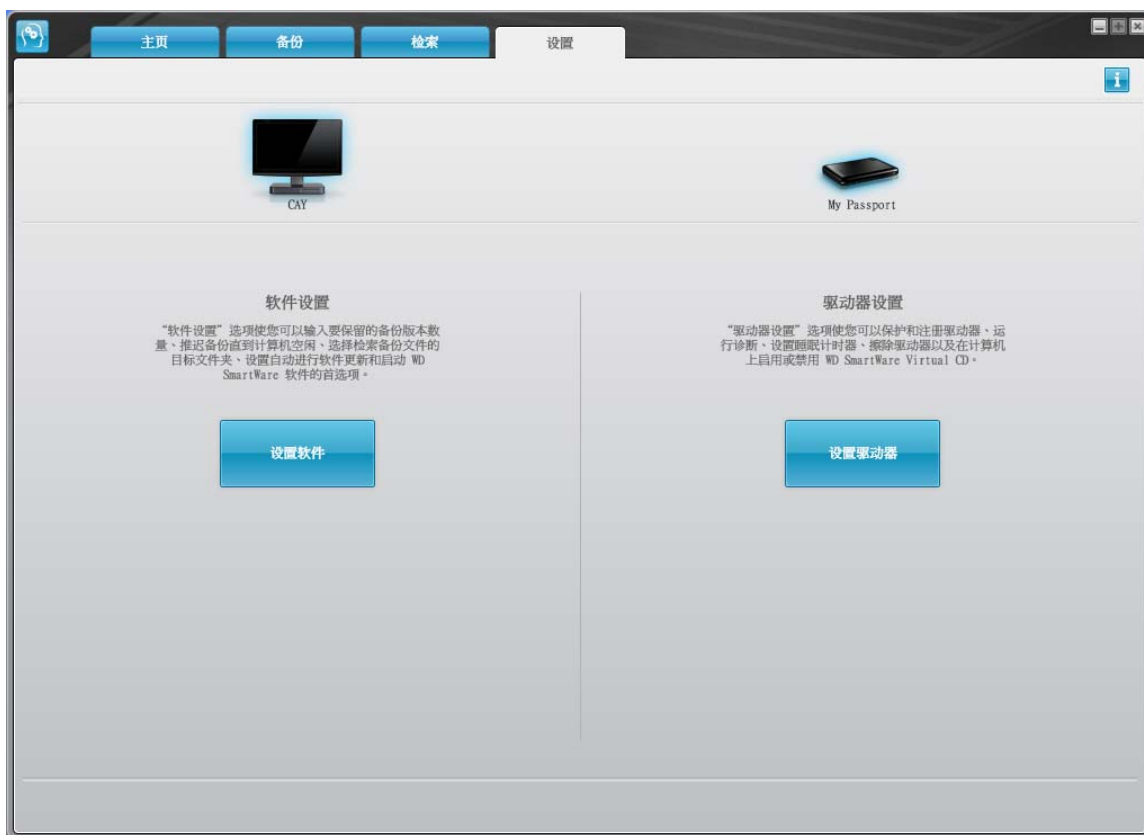 主页
备份
检索
设置
CAY
My Passport
软件设置
“软件设置” 选项使您可以输入要保留的备份版本数
量、推迟备份直到计算机空闲、选择检索备份文件的
目标文件夹、设置自动进行软件更新和启动 WD
SmartWare 软件的首选项。
设置软件
驱动器设置
“驱动器设置” 选项使您可以保护和注册驱动器、运
行诊断、设置睡眠计时器、擦除驱动器以及在计算机
上启用或禁用 WD SmartWare Virtual CD。
设置驱动器